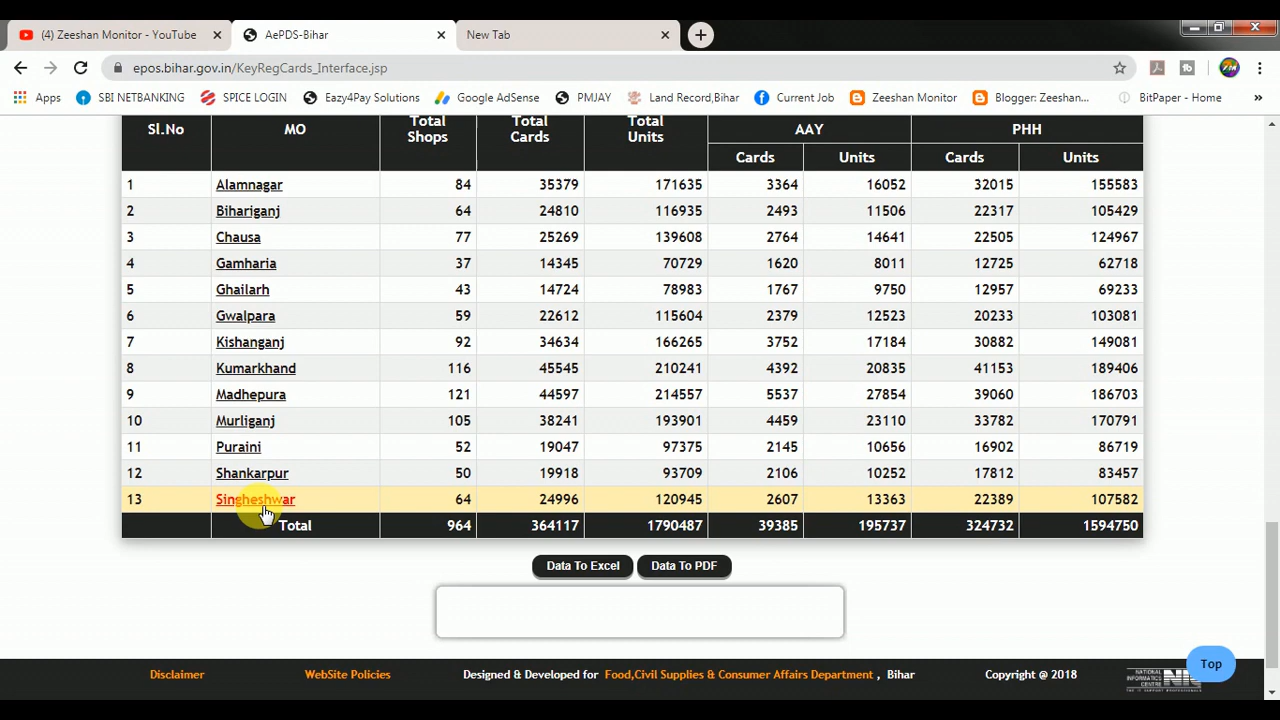 (4) Zeeshan Monitor - YouTube AePDS-Bihar New Tab
epos.bihar.gov.in/KeyRegCards_Interface.jsp
Apps SBI NETBANKING SPICE LOGIN Eazy4Pay Solutions Google AdSense PMJAY Land Record,Bihar Current Job Zeeshan Monitor Blogger: Zeeshan... BitPaper - Home »
Sl.No MO Total Shops Total Cards Total Units AAY PHH
Cards Units Cards Units
1 Alamnagar 84 35379 171635 3364 16052 32015 155583
2 Bihariganj 64 24810 116935 2493 11506 22317 105429
3 Chausa 77 25269 139608 2764 14641 22505 124967
4 Gamharia 37 14345 70729 1620 8011 12725 62718
5 Ghailarh 43 14724 78983 1767 9750 12957 69233
6 Gwalpara 59 22612 115604 2379 12523 20233 103081
7 Kishanganj 92 34634 166265 3752 17184 30882 149081
8 Kumarkhand 116 45545 210241 4392 20835 41153 189406
9 Madhepura 121 44597 214557 5537 27854 39060 186703
10 Murliganj 105 38241 193901 4459 23110 33782 170791
11 Puraini 52 19047 97375 2145 10656 16902 86719
12 Shankarpur 50 19918 93709 2106 10252 17812 83457
13 Singheshwar 64 24996 120945 2607 13363 22389 107582
Total 964 364117 1790487 39385 195737 324732 1594750
Data To Excel Data To PDF
Top
Disclaimer WebSite Policies Designed & Developed for Food,Civil Supplies & Consumer Affairs Department , Bihar Copyright @ 2018
NATIONAL INFORMATICS CENTRE